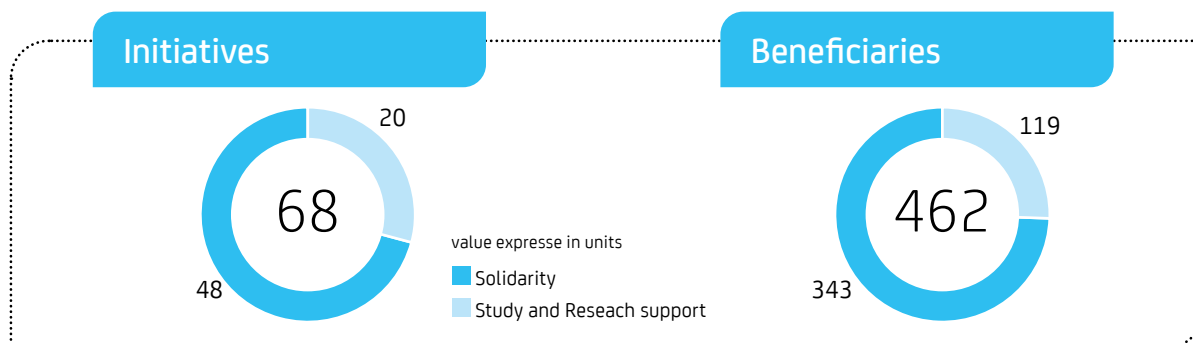 Initiatives
Beneficiaries
20
68
48
value expresse in units
Solidarity
Study and Reseach support
119
462
343